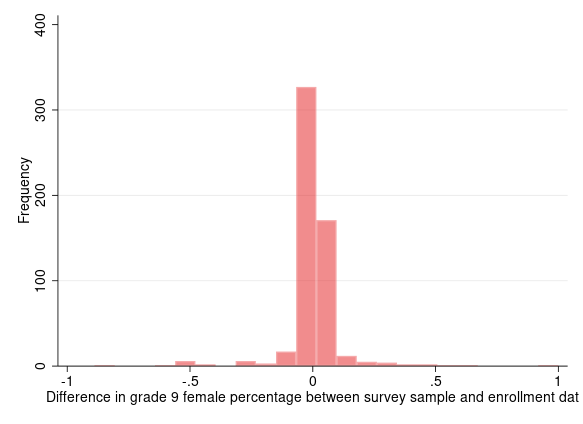 400
300
200
100
0
Frequency
-1 -.5 0 .5 1
Difference in grade 9 female percentage between survey sample and enrollment dat